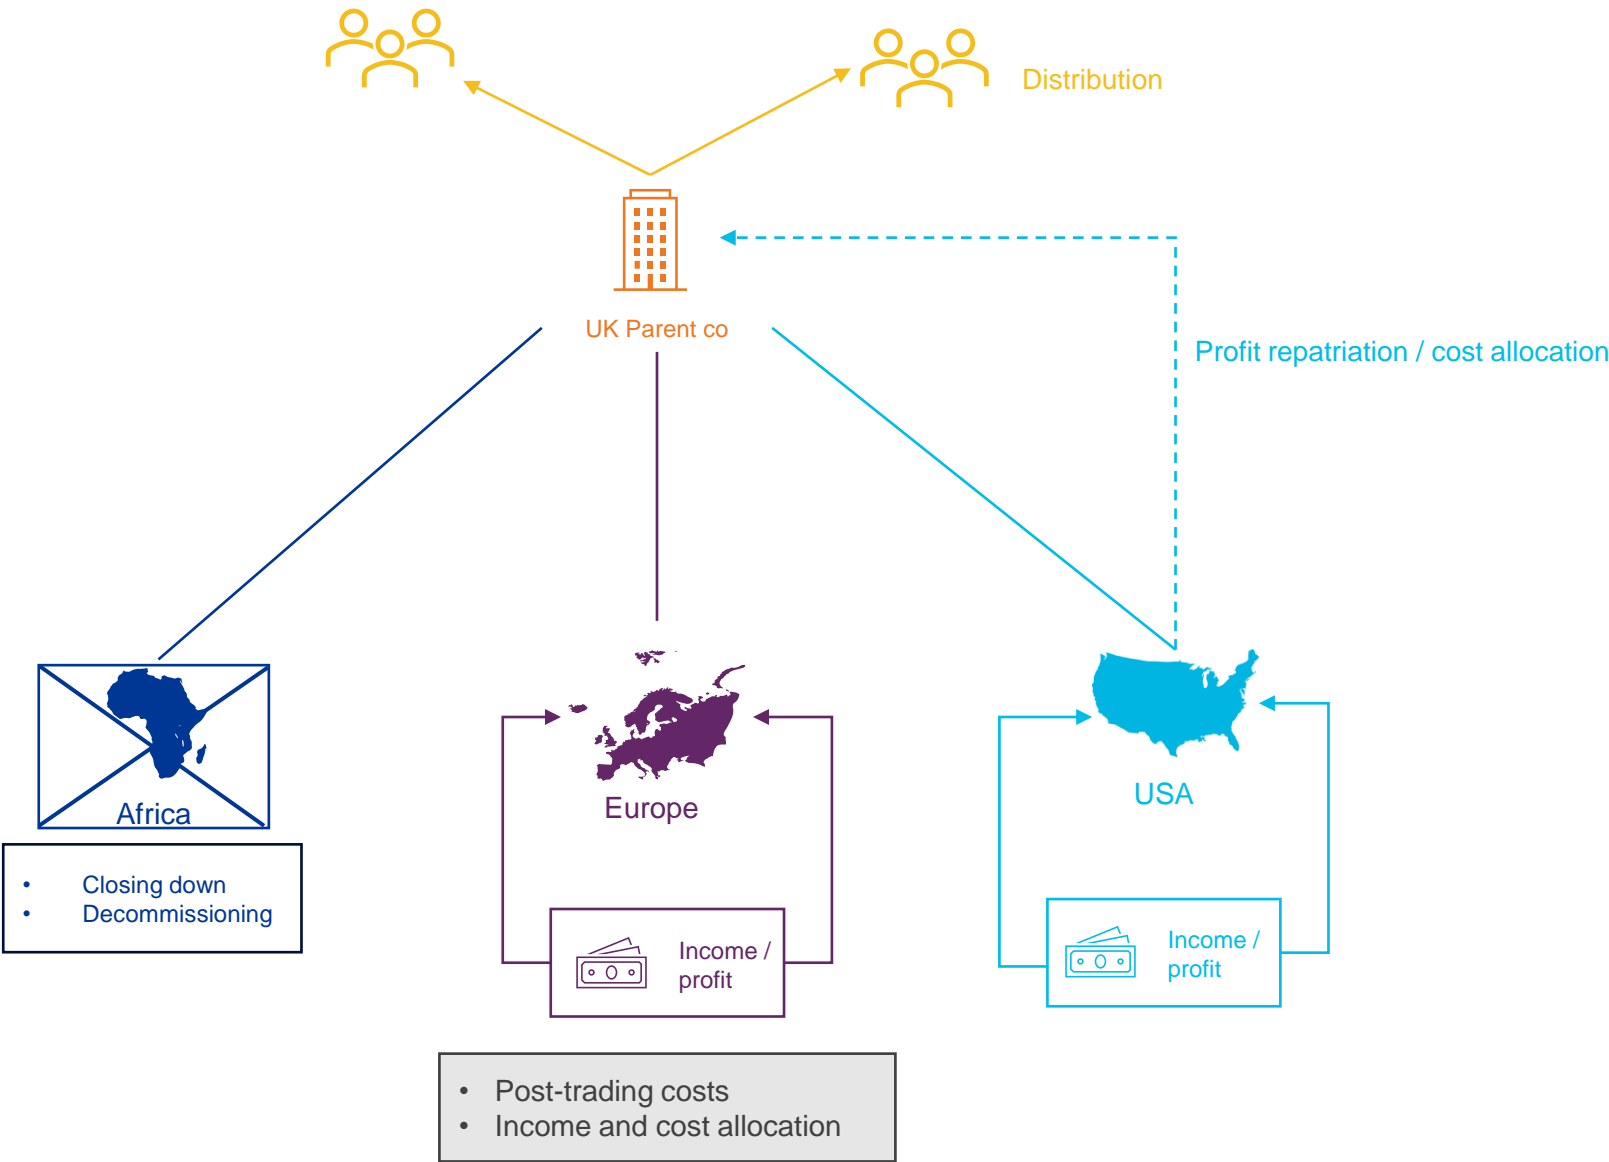 Distribution
UK Parent co
Profit repatriation / cost allocation
Africa
• Closing down
• Decommissioning
Europe
Income /
profit
USA
Income /
profit
• Post-trading costs
• Income and cost allocation